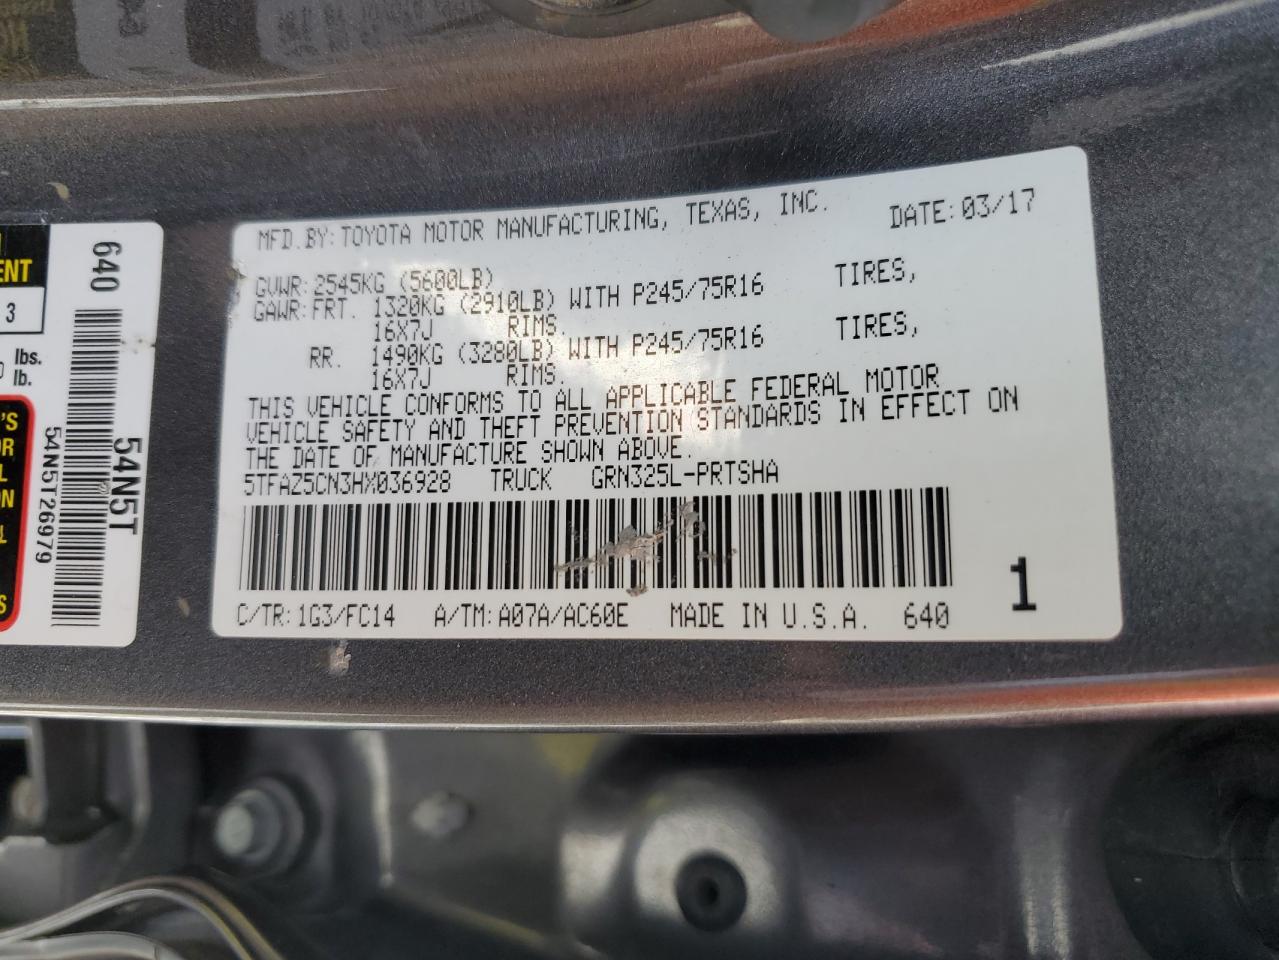 MFD.BY:TOYOTA MOTOR MANUFACTURING, TEXAS, INC. DATE:03/17
GVWR:2545KG (5600LB)
GAWR:FRT. 1320KG (2910LB) WITH P245/75R16 TIRES,
16X7J RIMS.
RR. 1490KG (3280LB) WITH P245/75R16 TIRES,
16X7J RIMS.
THIS VEHICLE CONFORMS TO ALL APPLICABLE FEDERAL MOTOR
VEHICLE SAFETY AND THEFT PREVENTION STANDARDS IN EFFECT ON
THE DATE OF MANUFACTURE SHOWN ABOVE.
5TFAZ5CN3HX036928 TRUCK GRN325L-PRTSHA
C/TR:1G3/FC14 A/TM:A07A/AC60E MADE IN U.S.A. 640
1
640
54N5T
54N5T26979
3
lbs.
lb.